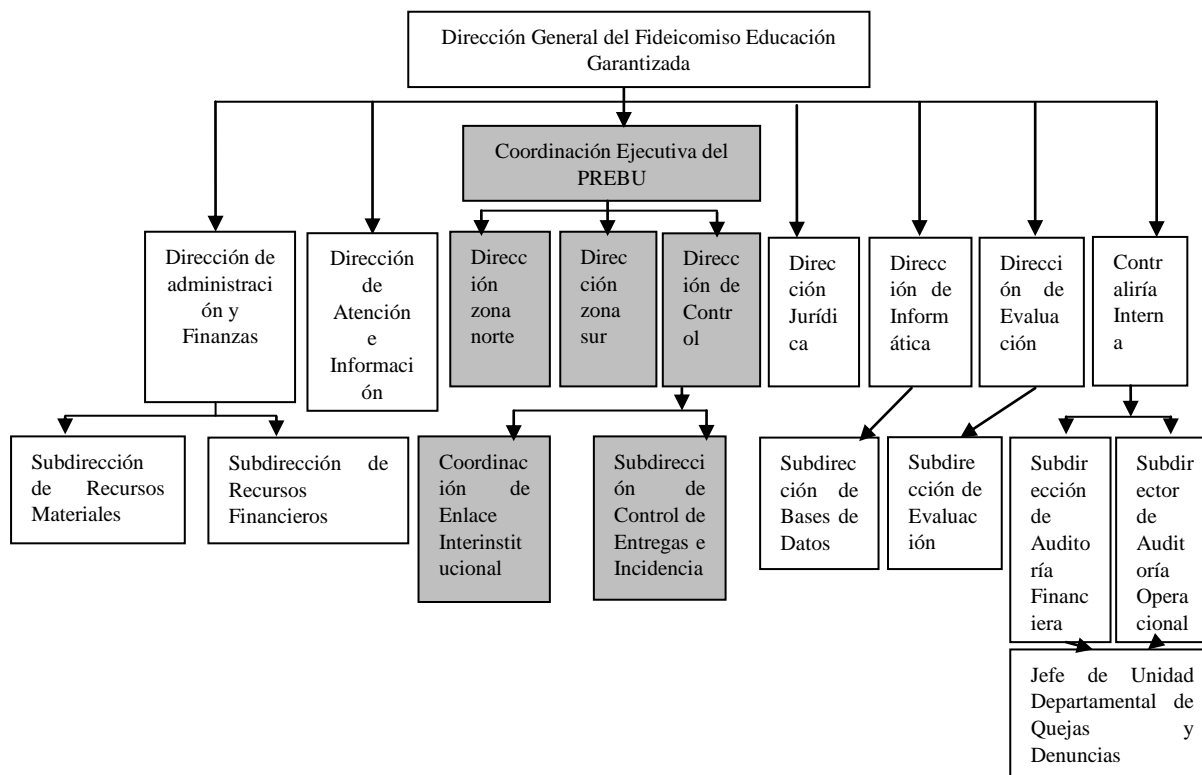 Dirección General del Fideicomiso Educación
Garantizada
Coordinación Ejecutiva del
PREBU
Dirección de
administraci
ón y
Finanzas
Dirección
de
Atención
e
Informaci
ón
Direcc
ión
zona
norte
Direc
ción
zona
sur
Direcc
ión de
Contr
ol
Direc
ción
Jurídi
ca
Direcc
ión de
Inform
ática
Direcci
ón de
Evalua
ción
Contr
aliría
Intern
a
Subdirección
de Recursos
Materiales
Subdirección de
Recursos
Financieros
Coordinac
ión de
Enlace
Interinstit
ucional
Subdirecci
ón de
Control de
Entregas e
Incidencia
Subdirec
ción de
Bases de
Datos
Subdire
cción de
Evaluac
ión
Subdi
rección
de
Audito
ría
Financ
iera
Subdir
ector
de
Audit
oría
Opera
cional
Jefe de Unidad
Departamental de
Quejas y
Denuncias